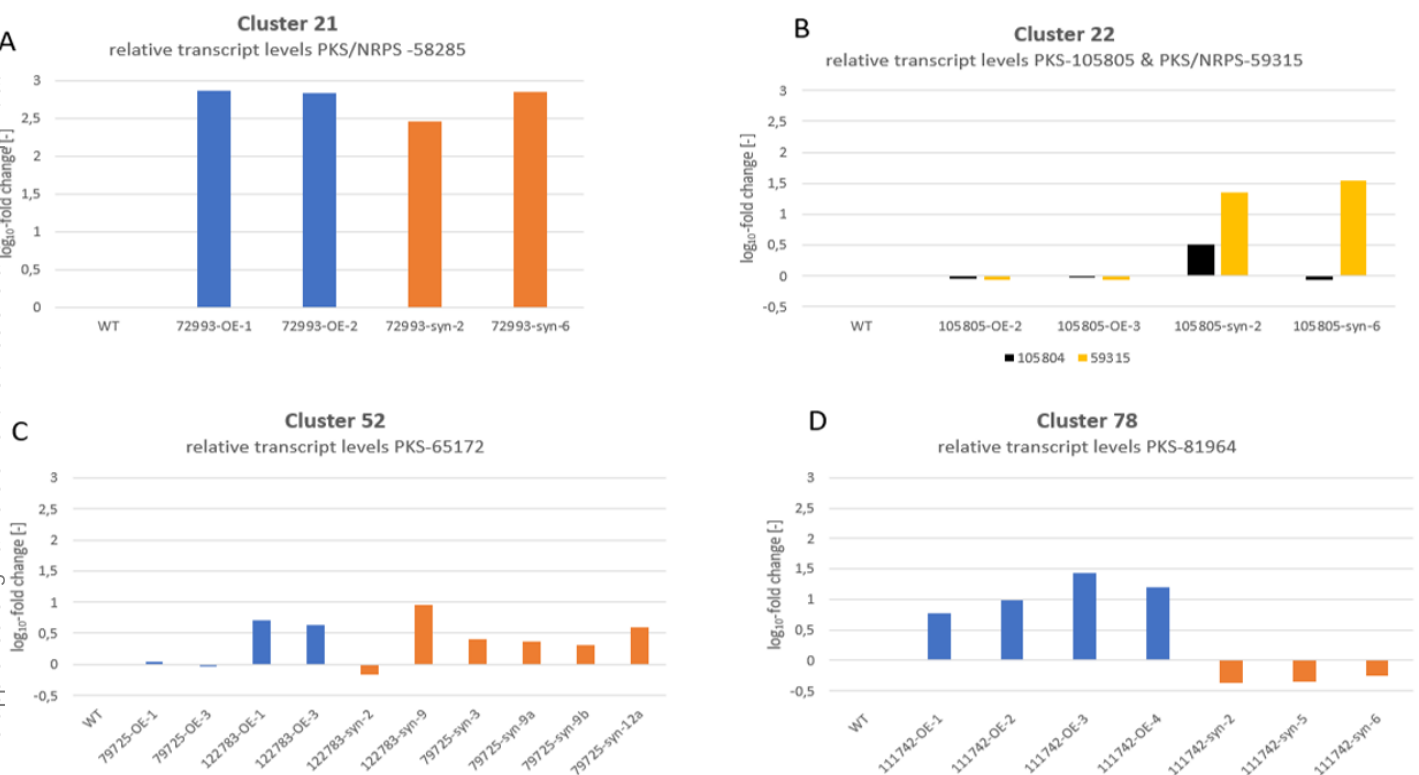 A
Cluster 21
relative transcript levels PKS/NRPS -58285
log10-fold change [-]
3
2,5
2
1,5
1
0,5
0
WT 72993-OE-1 72993-OE-2 72993-syn-2 72993-syn-6
B
Cluster 22
relative transcript levels PKS-105805 & PKS/NRPS-59315
log10-fold change [-]
3
2,5
2
1,5
1
0,5
0
-0,5
WT 105805-OE-2 105805-OE-3 105805-syn-2 105805-syn-6
105804 59315
C
Cluster 52
relative transcript levels PKS-65172
log10-fold change [-]
3
2,5
2
1,5
1
0,5
0
-0,5
WT 79725-OE-1 79725-OE-3 122783-OE-1 122783-OE-3 122783-syn-2 122783-syn-9 79725-syn-3 79725-syn-9a 79725-syn-9b 79725-syn-12a
D
Cluster 78
relative transcript levels PKS-81964
log10-fold change [-]
3
2,5
2
1,5
1
0,5
0
-0,5
WT 111742-OE-1 111742-OE-2 111742-OE-3 111742-OE-4 111742-syn-2 111742-syn-5 111742-syn-6